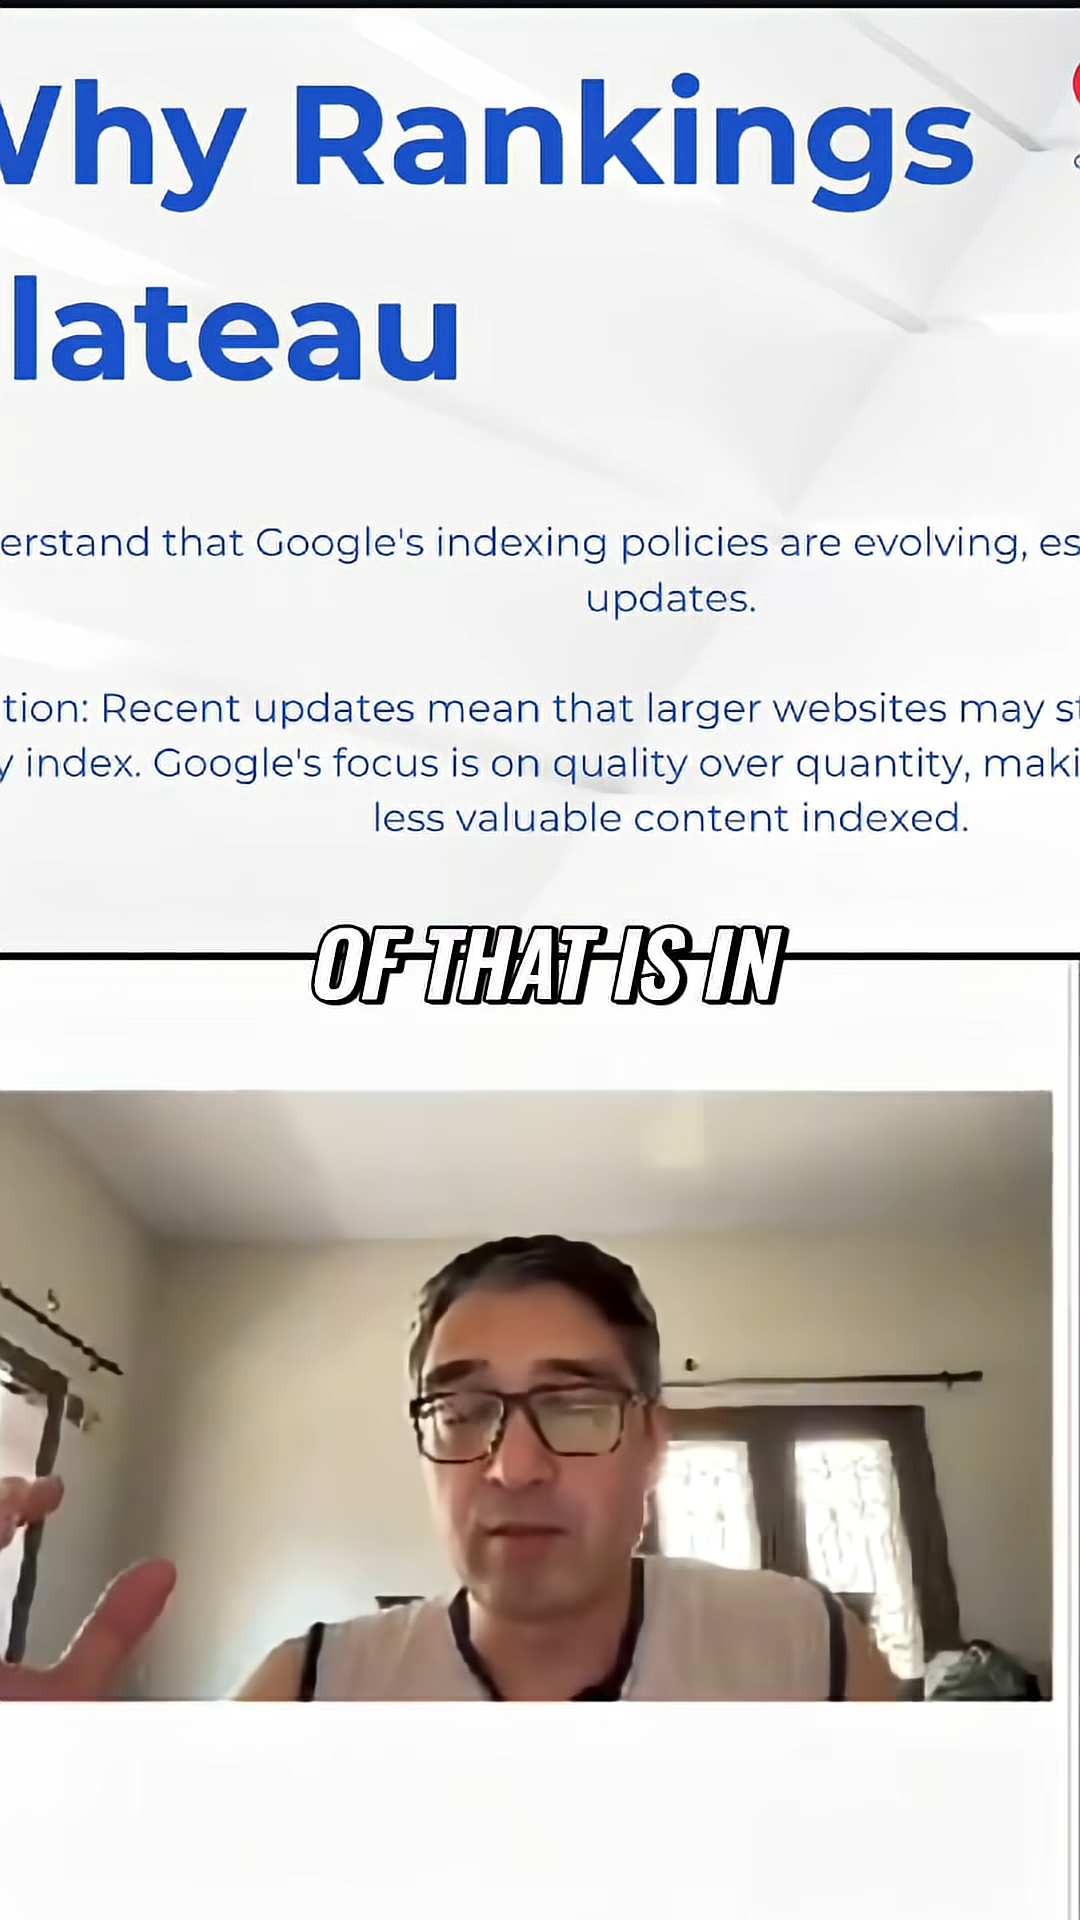 Why Rankings
lateau
erstand that Google's indexing policies are evolving, es
updates.
tion: Recent updates mean that larger websites may st
y index. Google's focus is on quality over quantity, maki
less valuable content indexed.
OF THAT IS IN